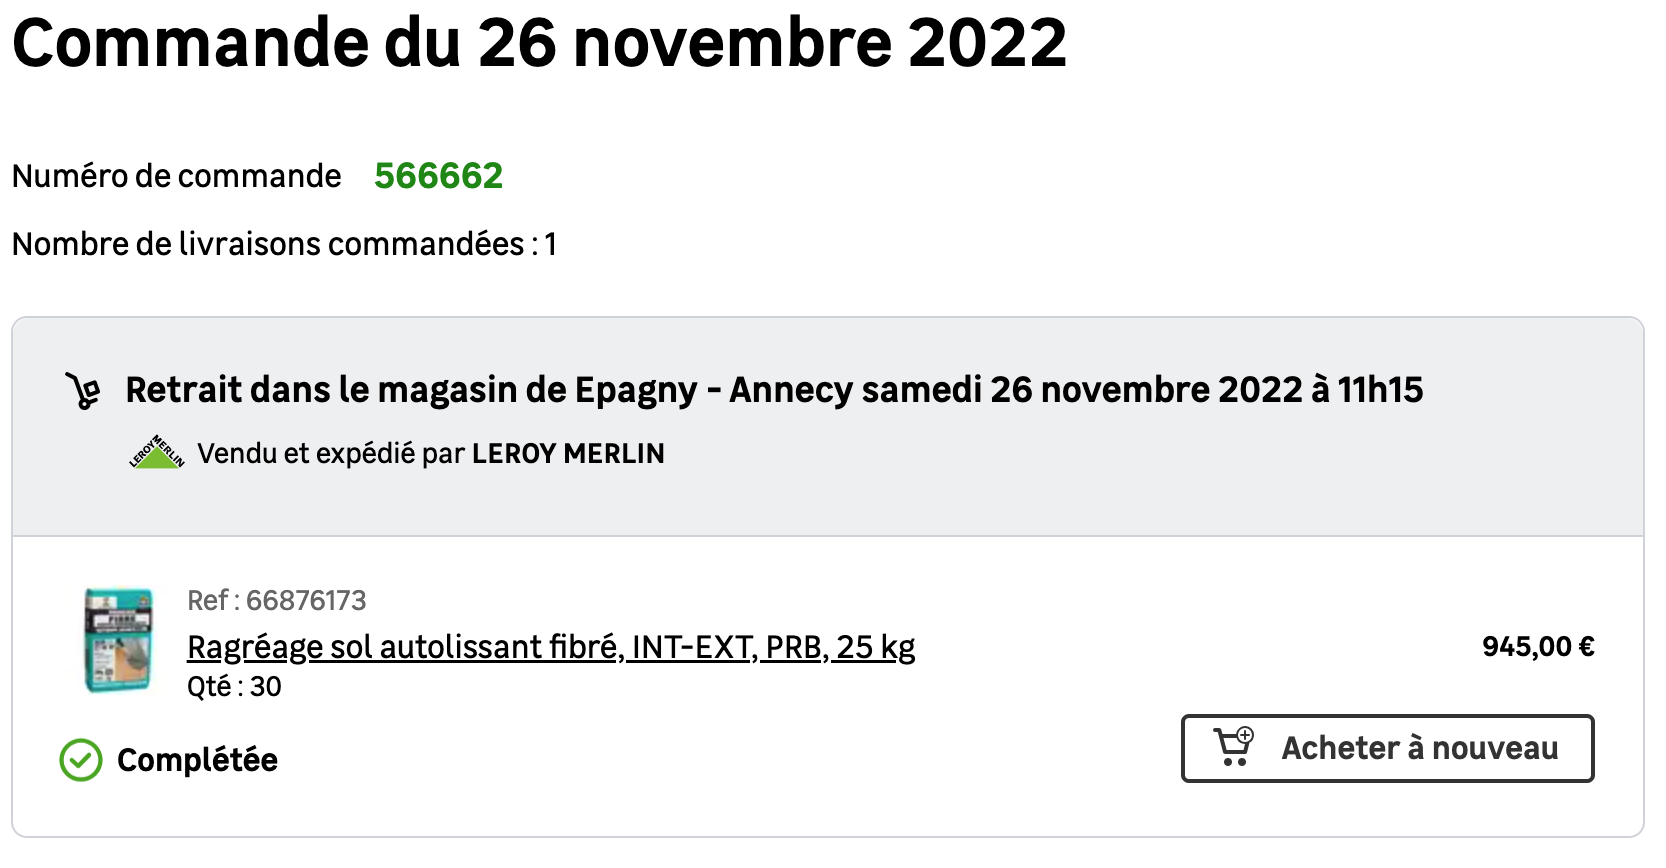 Commande du 26 novembre 2022
Numéro de commande 566662
Nombre de livraisons commandées : 1
Retrait dans le magasin de Epagny - Annecy samedi 26 novembre 2022 à 11h15
LEROY MERLIN
Vendu et expédié par LEROY MERLIN
Ref : 66876173
Ragréage sol autolissant fibré, INT-EXT, PRB, 25 kg
945,00 €
Qté : 30
Complétée
Acheter à nouveau